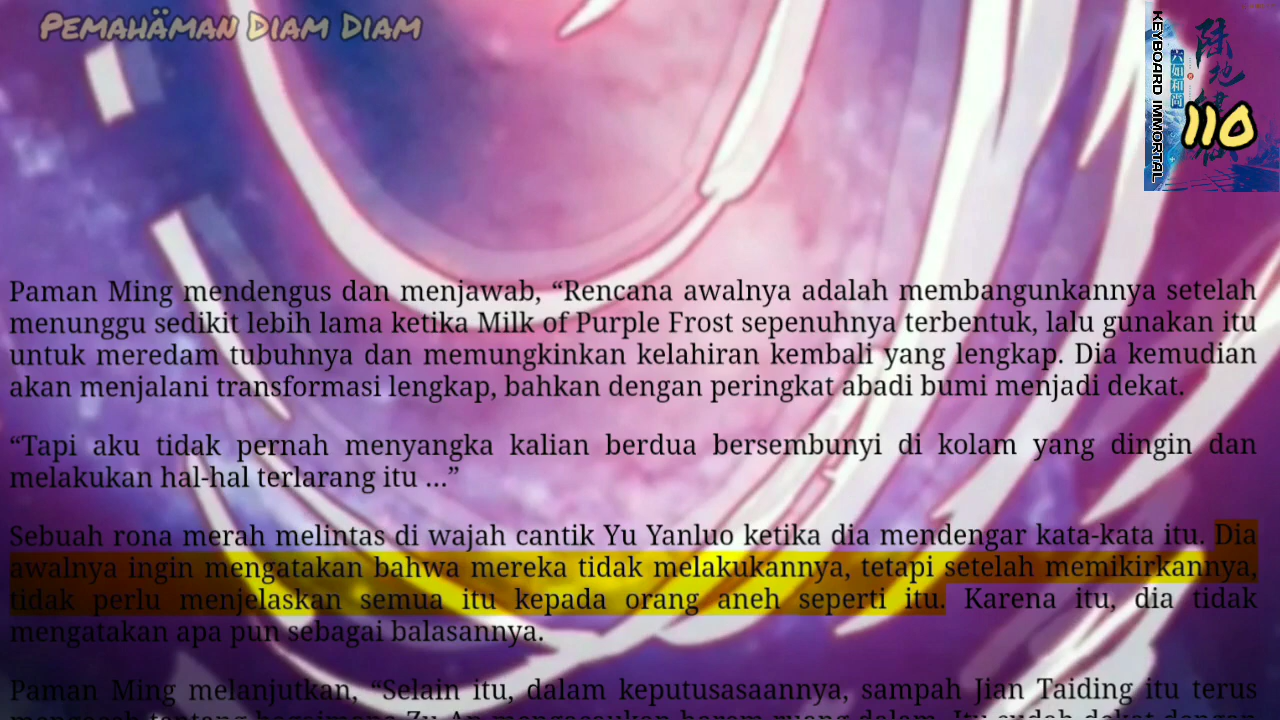 PEMAHÄMAN DIAM DIAM
KEYBOARD IMMORTAL
六如和尚
110
Paman Ming mendengus dan menjawab, “Rencana awalnya adalah membangunkannya setelah
menunggu sedikit lebih lama ketika Milk of Purple Frost sepenuhnya terbentuk, lalu gunakan itu
untuk meredam tubuhnya dan memungkinkan kelahiran kembali yang lengkap. Dia kemudian
akan menjalani transformasi lengkap, bahkan dengan peringkat abadi bumi menjadi dekat.
“Tapi aku tidak pernah menyangka kalian berdua bersembunyi di kolam yang dingin dan
melakukan hal-hal terlarang itu ...”
Sebuah rona merah melintas di wajah cantik Yu Yanluo ketika dia mendengar kata-kata itu. Dia
awalnya ingin mengatakan bahwa mereka tidak melakukannya, tetapi setelah memikirkannya,
tidak perlu menjelaskan semua itu kepada orang aneh seperti itu. Karena itu, dia tidak
mengatakan apa pun sebagai balasannya.
Paman Ming melanjutkan, “Selain itu, dalam keputusasaannya, sampah Jian Taiding itu terus